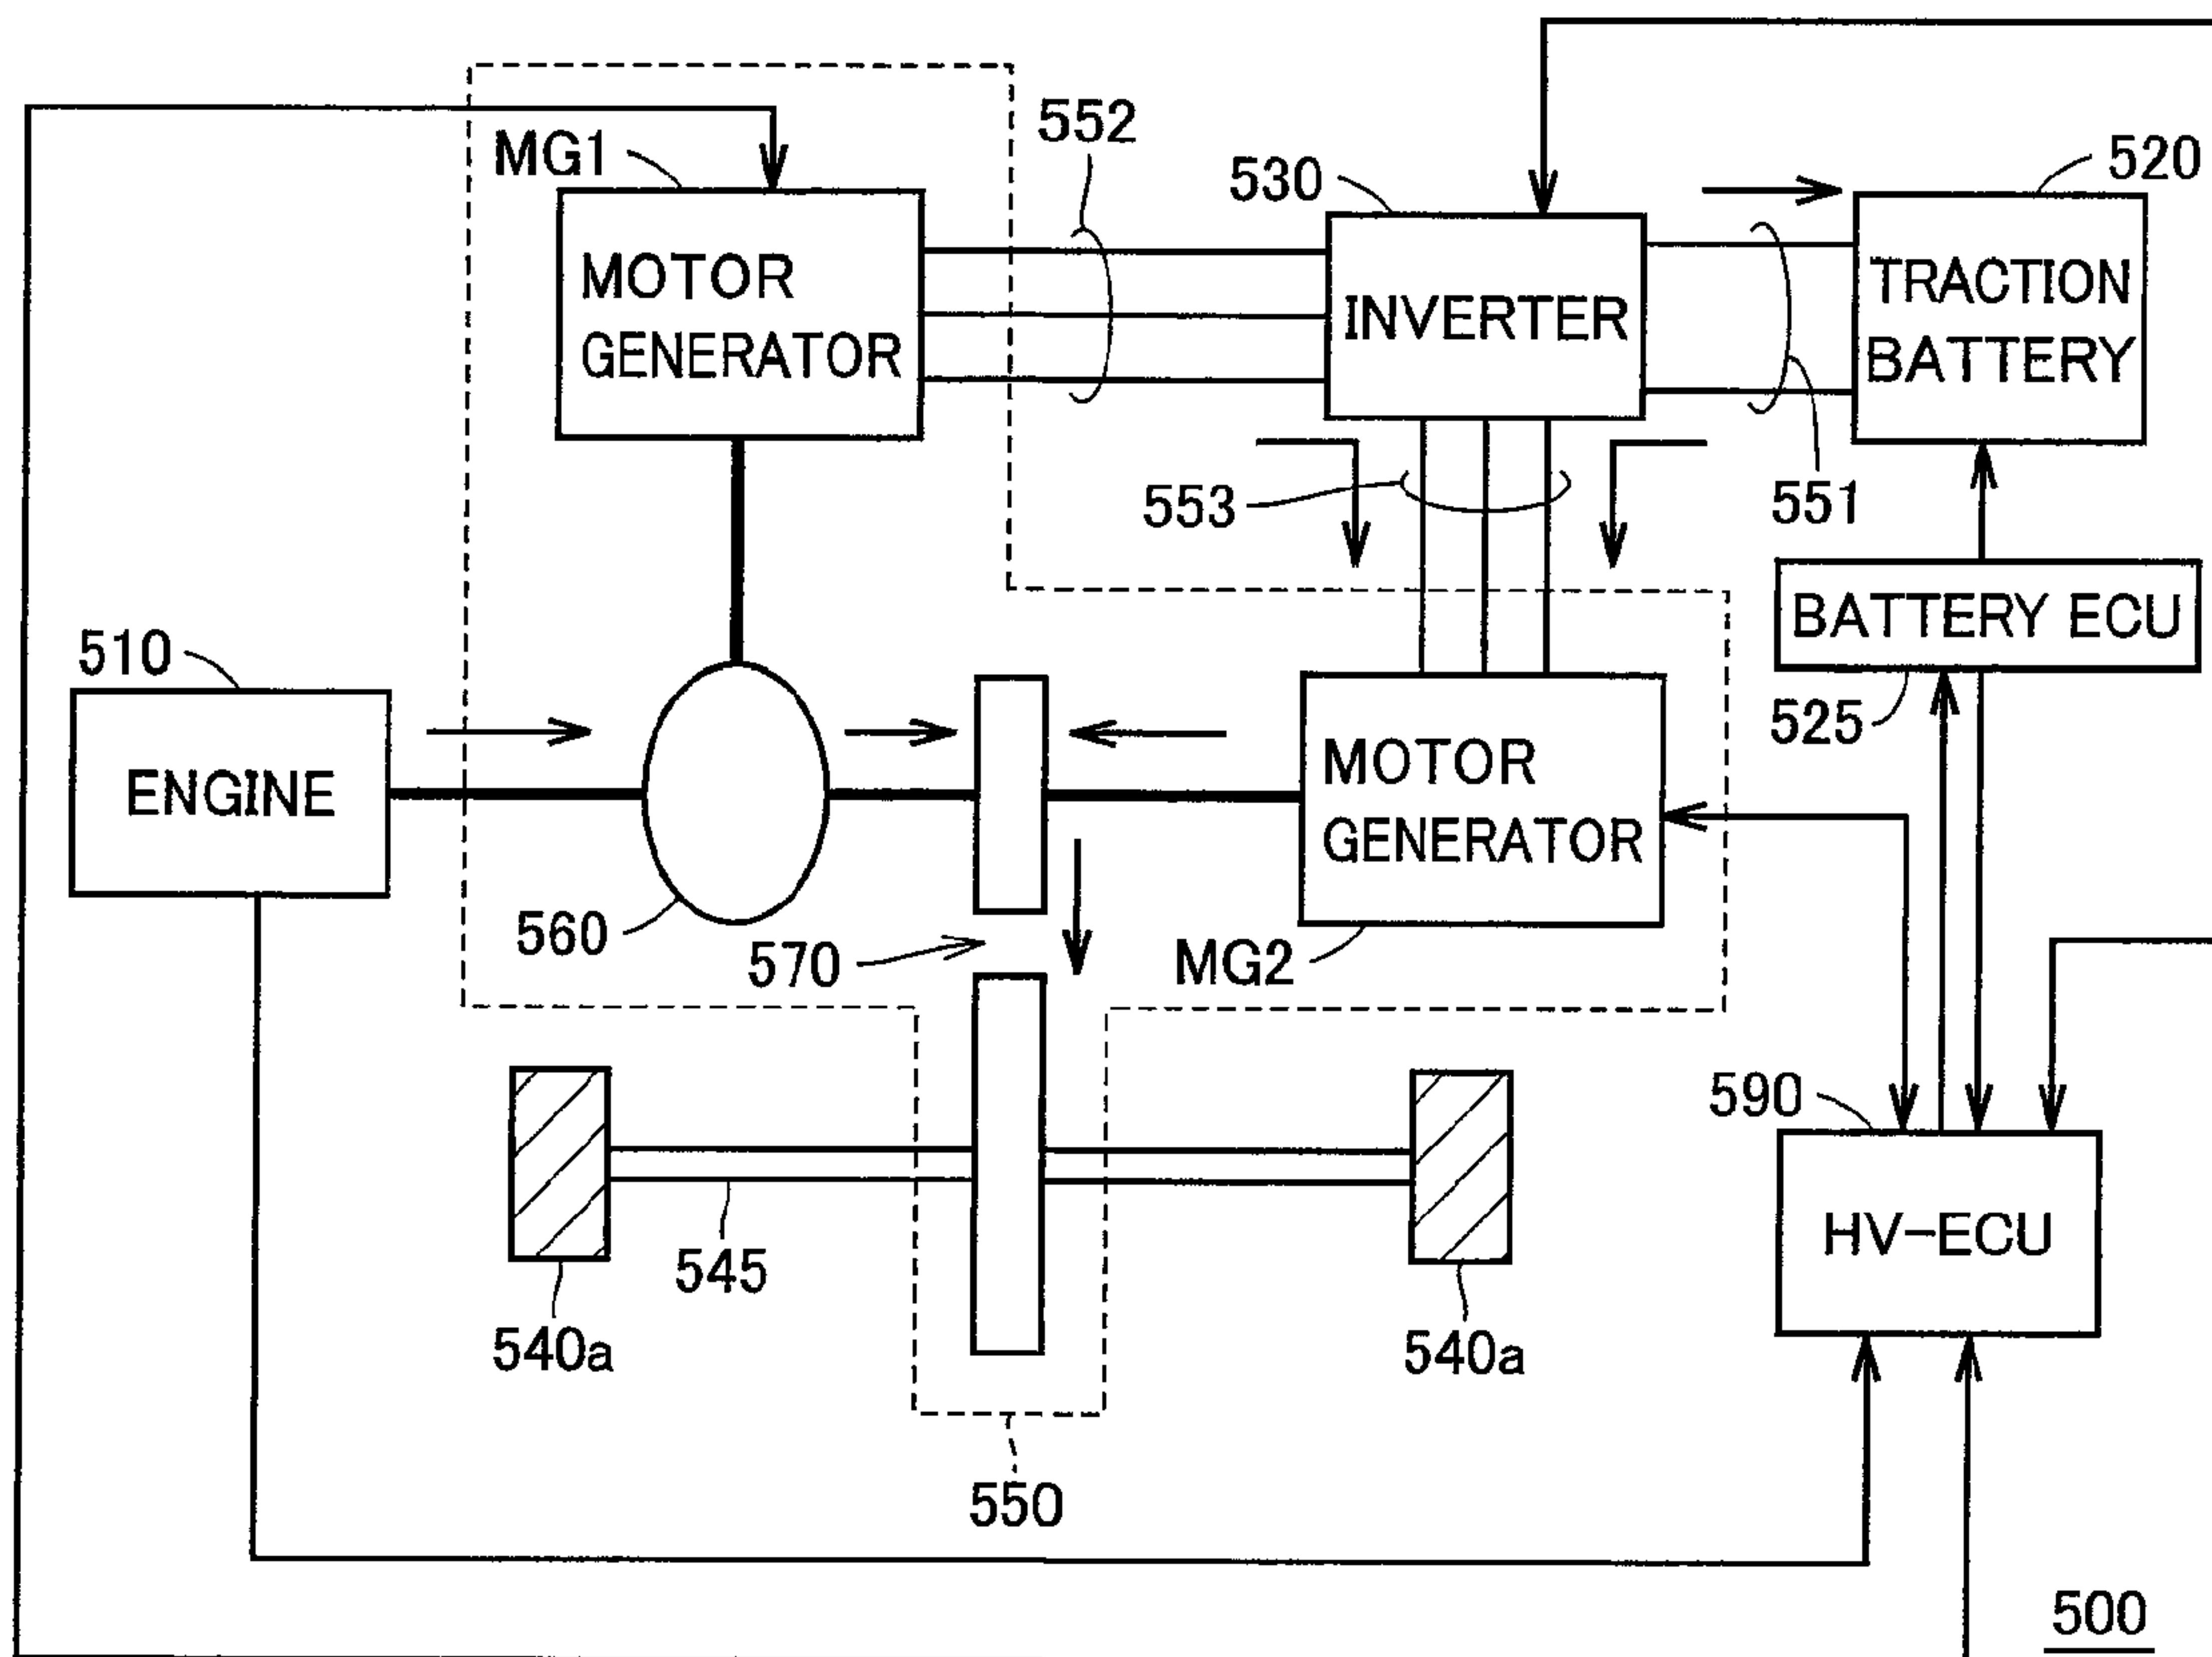 552
MG1
530
520
MOTOR
GENERATOR
INVERTER
TRACTION
BATTERY
553
551
510
BATTERY ECU
525
ENGINE
MOTOR
GENERATOR
560
570
MG2
590
HV-ECU
545
540a
540a
550
500